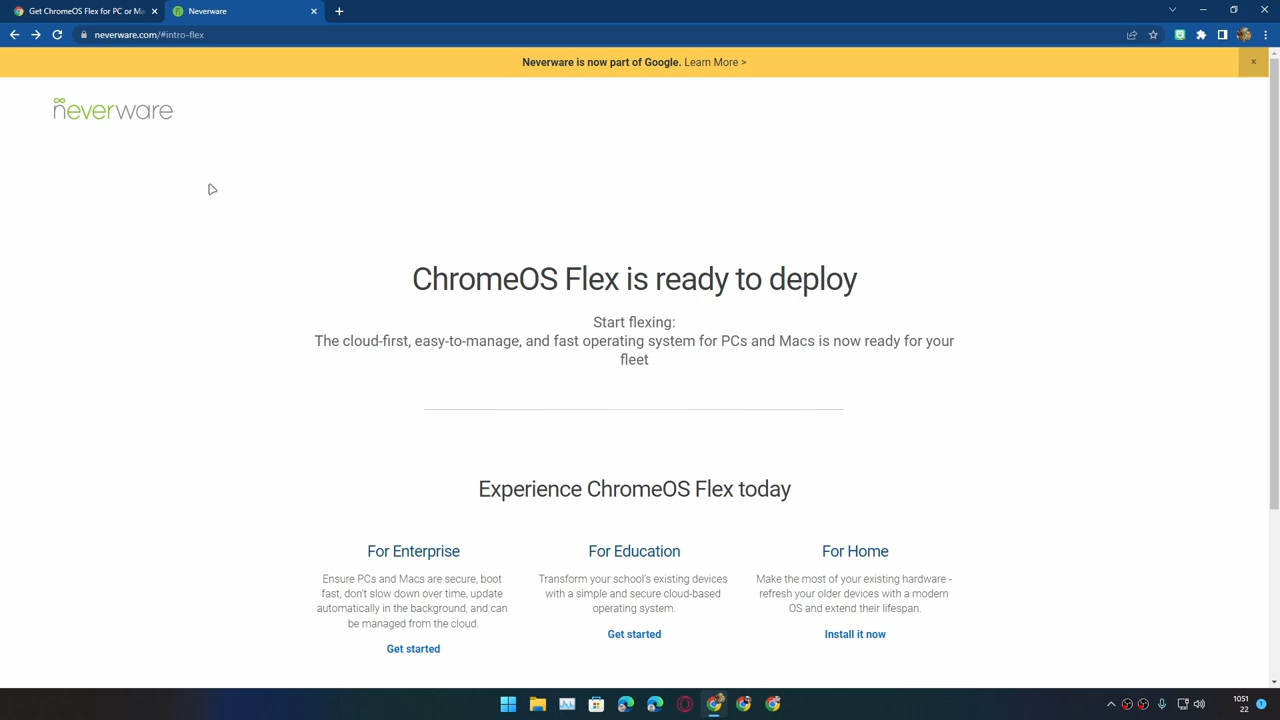 Get ChromeOS Flex for PC or Ma
Neverware
neverware.com/#intro-flex
Neverware is now part of Google. Learn More >
neverware
ChromeOS Flex is ready to deploy
Start flexing:
The cloud-first, easy-to-manage, and fast operating system for PCs and Macs is now ready for your
fleet
Experience ChromeOS Flex today
For Enterprise
Ensure PCs and Macs are secure, boot
fast, don't slow down over time, update
automatically in the background, and can
be managed from the cloud.
Get started
For Education
Transform your school's existing devices
with a simple and secure cloud-based
operating system.
Get started
For Home
Make the most of your existing hardware -
refresh your older devices with a modern
OS and extend their lifespan.
Install it now
1051
22